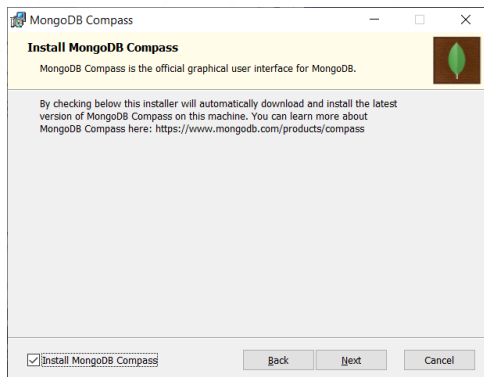 MongoDB Compass
Install MongoDB Compass
MongoDB Compass is the official graphical user interface for MongoDB.
By checking below this installer will automatically download and install the latest
version of MongoDB Compass on this machine. You can learn more about
MongoDB Compass here: https://www.mongodb.com/products/compass
Install MongoDB Compass
Back
Next
Cancel